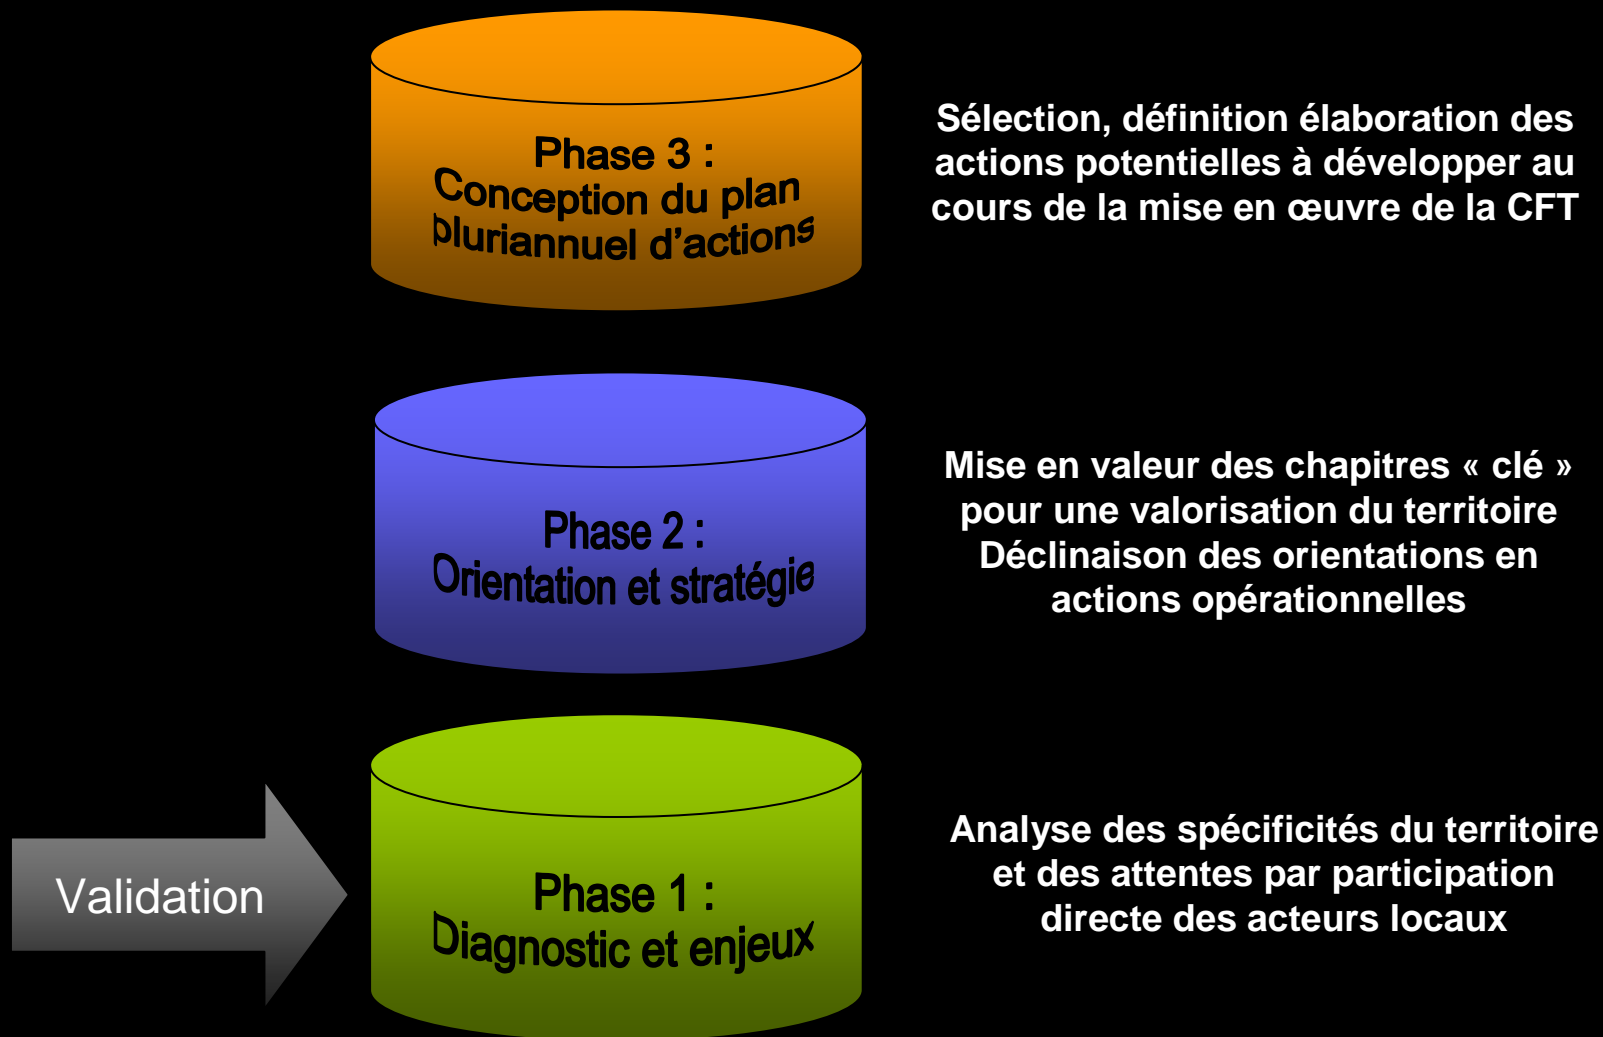 Phase 3 :
Conception du plan
pluriannuel d’actions
Sélection, définition élaboration des
actions potentielles à développer au
cours de la mise en œuvre de la CFT
Phase 2 :
Orientation et stratégie
Mise en valeur des chapitres « clé »
pour une valorisation du territoire
Déclinaison des orientations en
actions opérationnelles
Validation
Phase 1 :
Diagnostic et enjeux
Analyse des spécificités du territoire
et des attentes par participation
directe des acteurs locaux